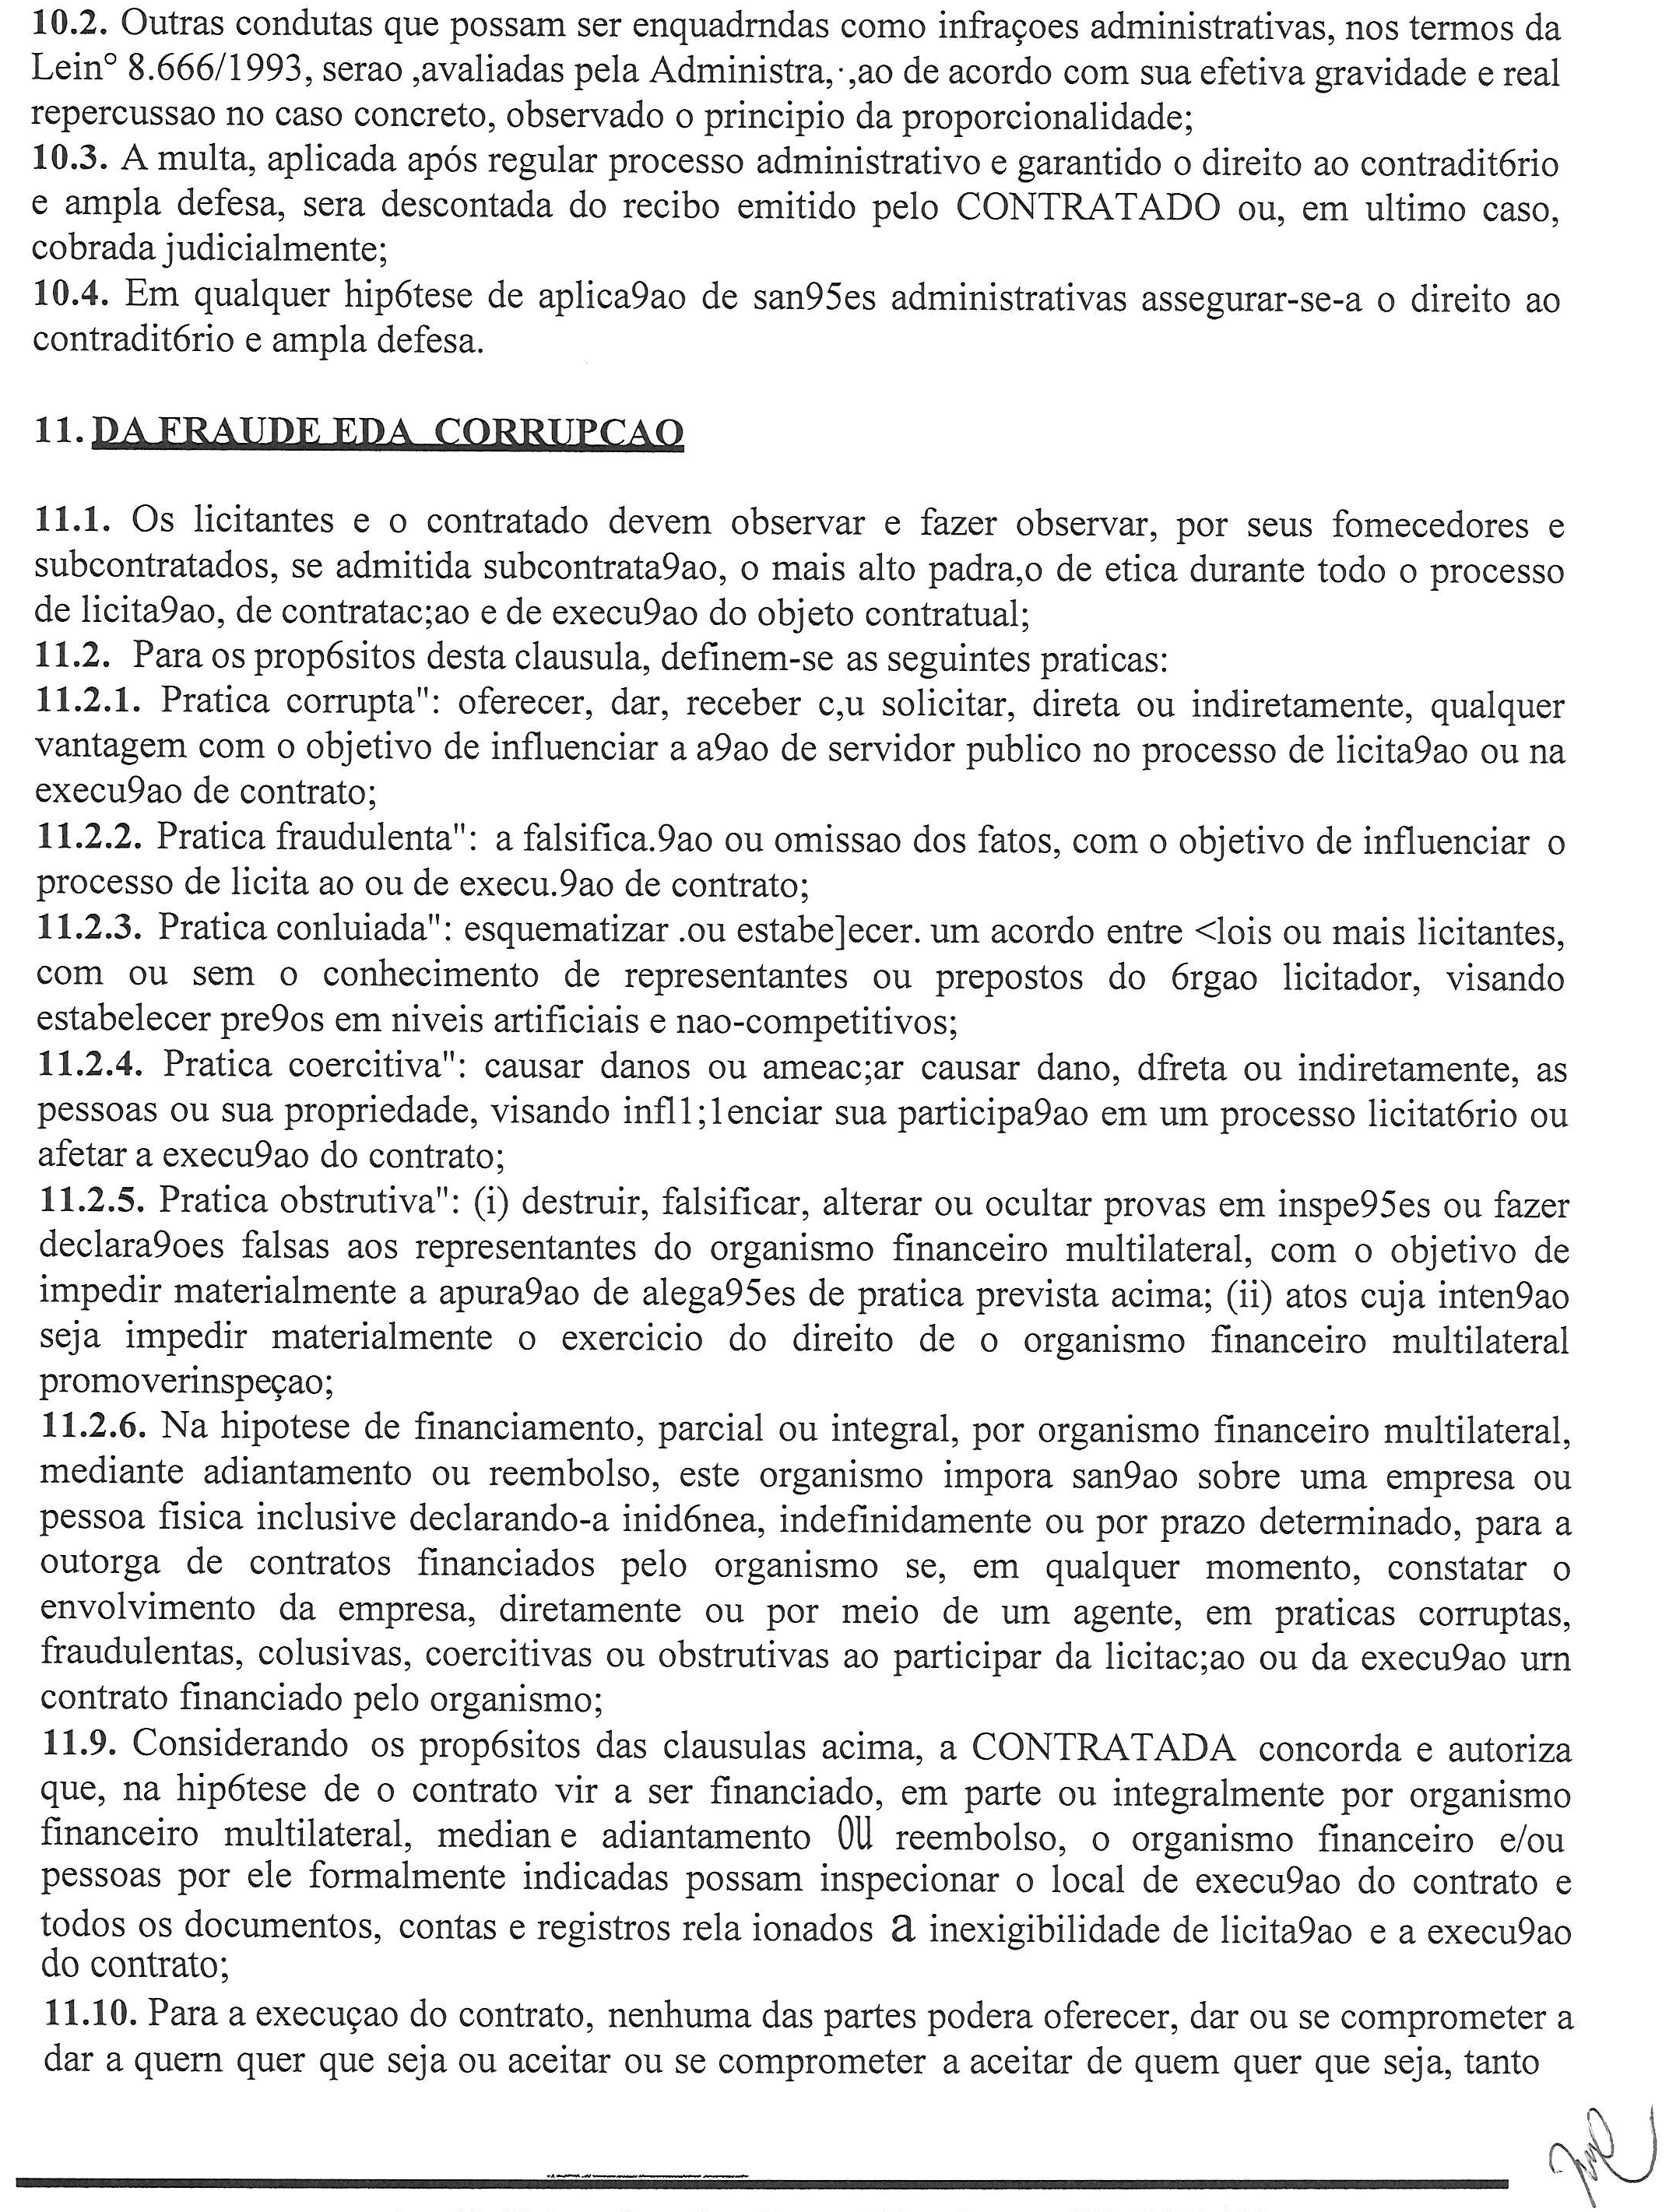 10.2. Outras condutas que possam ser enquadrndas como infraçoes administrativas, nos termos da
Lein° 8.666/1993, serao ,avaliadas pela Administra,·,ao de acordo com sua efetiva gravidade e real
repercussao no caso concreto, observado o principio da proporcionalidade;
10.3. A multa, aplicada após regular processo administrativo e garantido o direito ao contradit6rio
e ampla defesa, sera descontada do recibo emitido pelo CONTRATADO ou, em ultimo caso,
cobrada judicialmente;
10.4. Em qualquer hip6tese de aplica9ao de san95es administrativas assegurar-se-a o direito ao
contradit6rio e ampla defesa.
11. DA FRAUDE EDA CORRUPCAO
11.1. Os licitantes e o contratado devem observar e fazer observar, por seus fomecedores e
subcontratados, se admitida subcontrata9ao, o mais alto padra,o de etica durante todo o processo
de licita9ao, de contratac;ao e de execu9ao do objeto contratual;
11.2. Para os prop6sitos desta clausula, definem-se as seguintes praticas:
11.2.1. Pratica corrupta": oferecer, dar, receber c,u solicitar, direta ou indiretamente, qualquer
vantagem com o objetivo de influenciar a a9ao de servidor publico no processo de licita9ao ou na
execu9ao de contrato;
11.2.2. Pratica fraudulenta": a falsifica.9ao ou omissao dos fatos, com o objetivo de influenciar o
processo de licita ao ou de execu.9ao de contrato;
11.2.3. Pratica conluiada": esquematizar .ou estabe]ecer. um acordo entre <lois ou mais licitantes,
com ou sem o conhecimento de representantes ou prepostos do 6rgao licitador, visando
estabelecer pre9os em niveis artificiais e nao-competitivos;
11.2.4. Pratica coercitiva": causar danos ou ameac;ar causar dano, dfreta ou indiretamente, as
pessoas ou sua propriedade, visando infl1;1enciar sua participa9ao em um processo licitat6rio ou
afetar a execu9ao do contrato;
11.2.5. Pratica obstrutiva": (i) destruir, falsificar, alterar ou ocultar provas em inspe95es ou fazer
declara9oes falsas aos representantes do organismo financeiro multilateral, com o objetivo de
impedir materialmente a apura9ao de alega95es de pratica prevista acima; (ii) atos cuja inten9ao
seja impedir materialmente o exercicio do direito de o organismo financeiro multilateral
promoverinspeçao;
11.2.6. Na hipotese de financiamento, parcial ou integral, por organismo financeiro multilateral,
mediante adiantamento ou reembolso, este organismo impora san9ao sobre uma empresa ou
pessoa fisica inclusive declarando-a inid6nea, indefinidamente ou por prazo determinado, para a
outorga de contratos financiados pelo organismo se, em qualquer momento, constatar o
envolvimento da empresa, diretamente ou por meio de um agente, em praticas corruptas,
fraudulentas, colusivas, coercitivas ou obstrutivas ao participar da licitac;ao ou da execu9ao urn
contrato financiado pelo organismo;
11.9. Considerando os prop6sitos das clausulas acima, a CONTRATADA concorda e autoriza
que, na hip6tese de o contrato vir a ser financiado, em parte ou integralmente por organismo
financeiro multilateral, median e adiantamento OU reembolso, o organismo financeiro e/ou
pessoas por ele formalmente indicadas possam inspecionar o local de execu9ao do contrato e
todos os documentos, contas e registros rela ionados a inexigibilidade de licita9ao e a execu9ao
do contrato;
11.10. Para a execuçao do contrato, nenhuma das partes podera oferecer, dar ou se comprometer a
dar a quern quer que seja ou aceitar ou se comprometer a aceitar de quem quer que seja, tanto